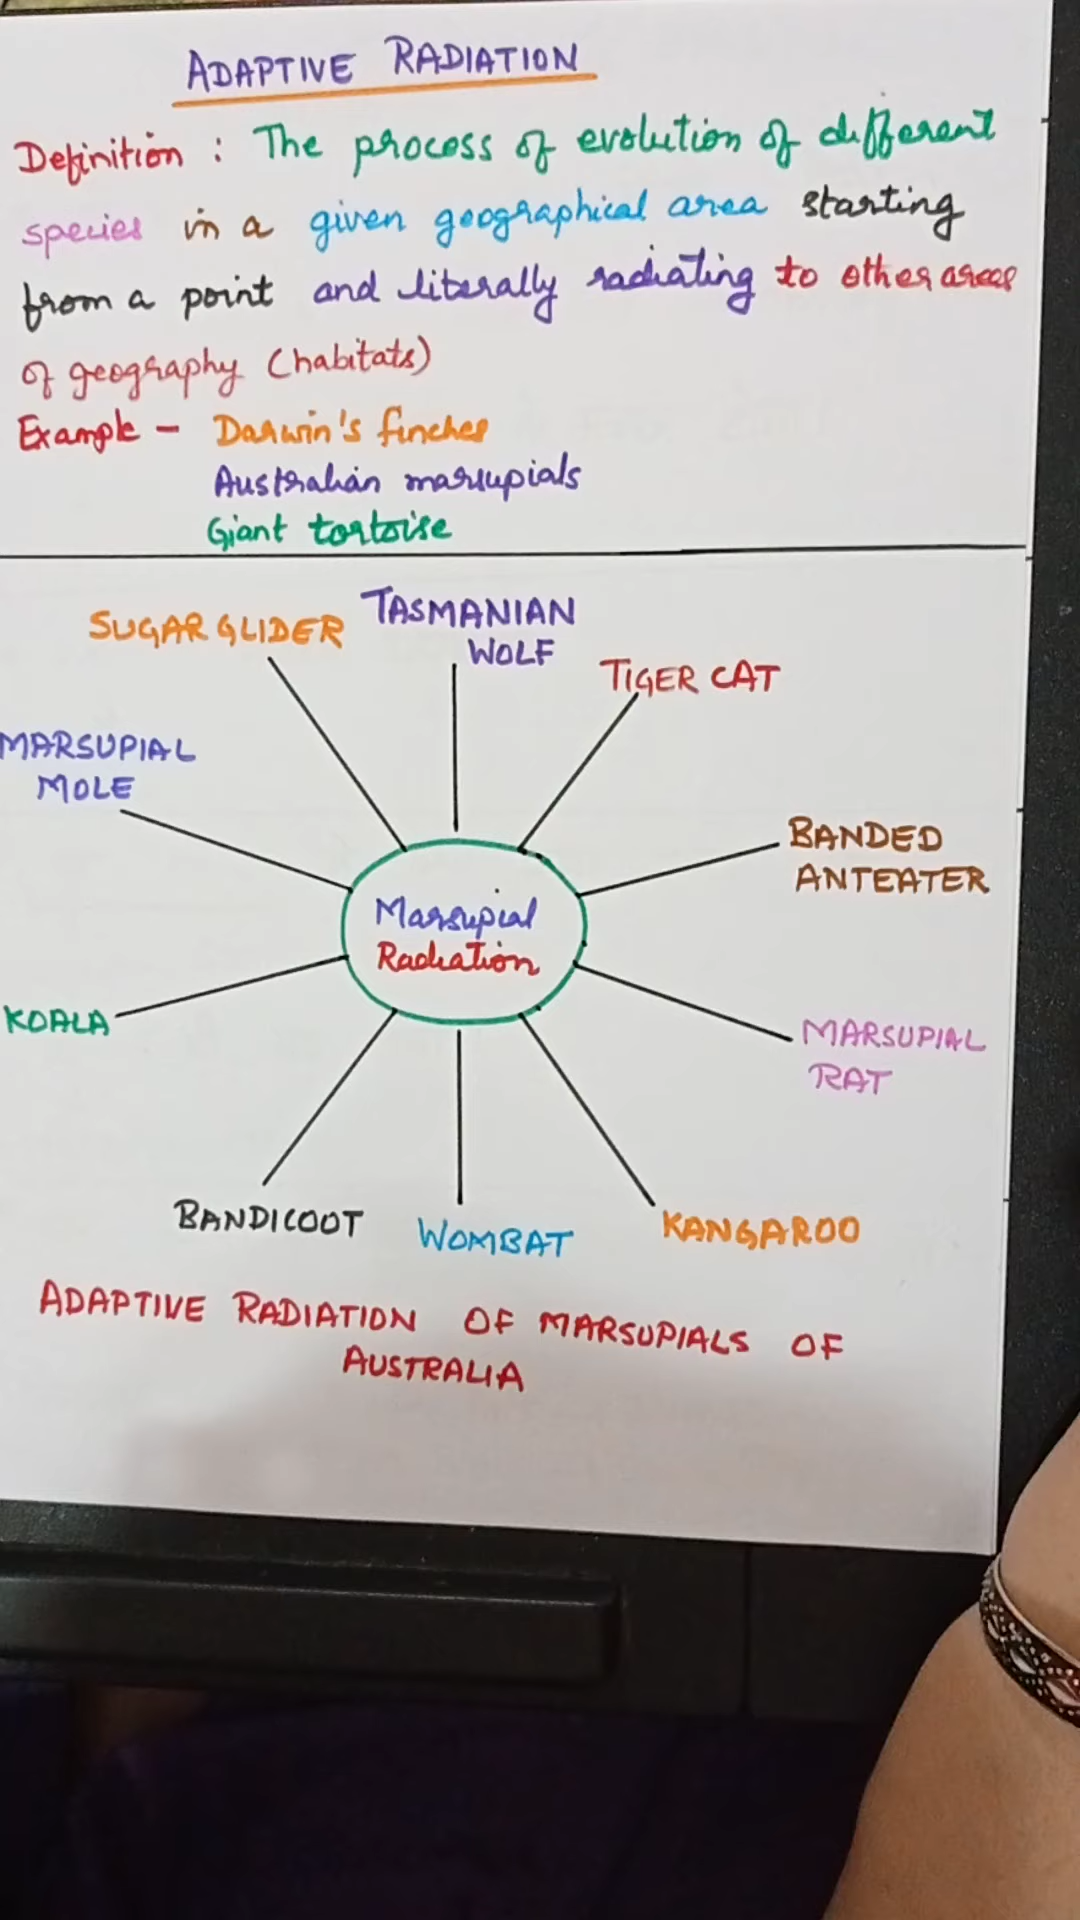 ADAPTIVE RADIATION
Definition : The process of evolution of different
species in a given geographical area starting
from a point and literally radiating to other areas
of geography (habitats)
Example - Darwin's finches
Australian marsupials
Giant tortoise
SUGAR GLIDER
TASMANIAN
WOLF
TIGER CAT
MARSUPIAL
MOLE
BANDED
ANTEATER
Marsupial
Radiation
KOALA
MARSUPIAL
RAT
BANDICOOT
WOMBAT
KANGAROO
ADAPTIVE RADIATION OF MARSUPIALS OF
AUSTRALIA